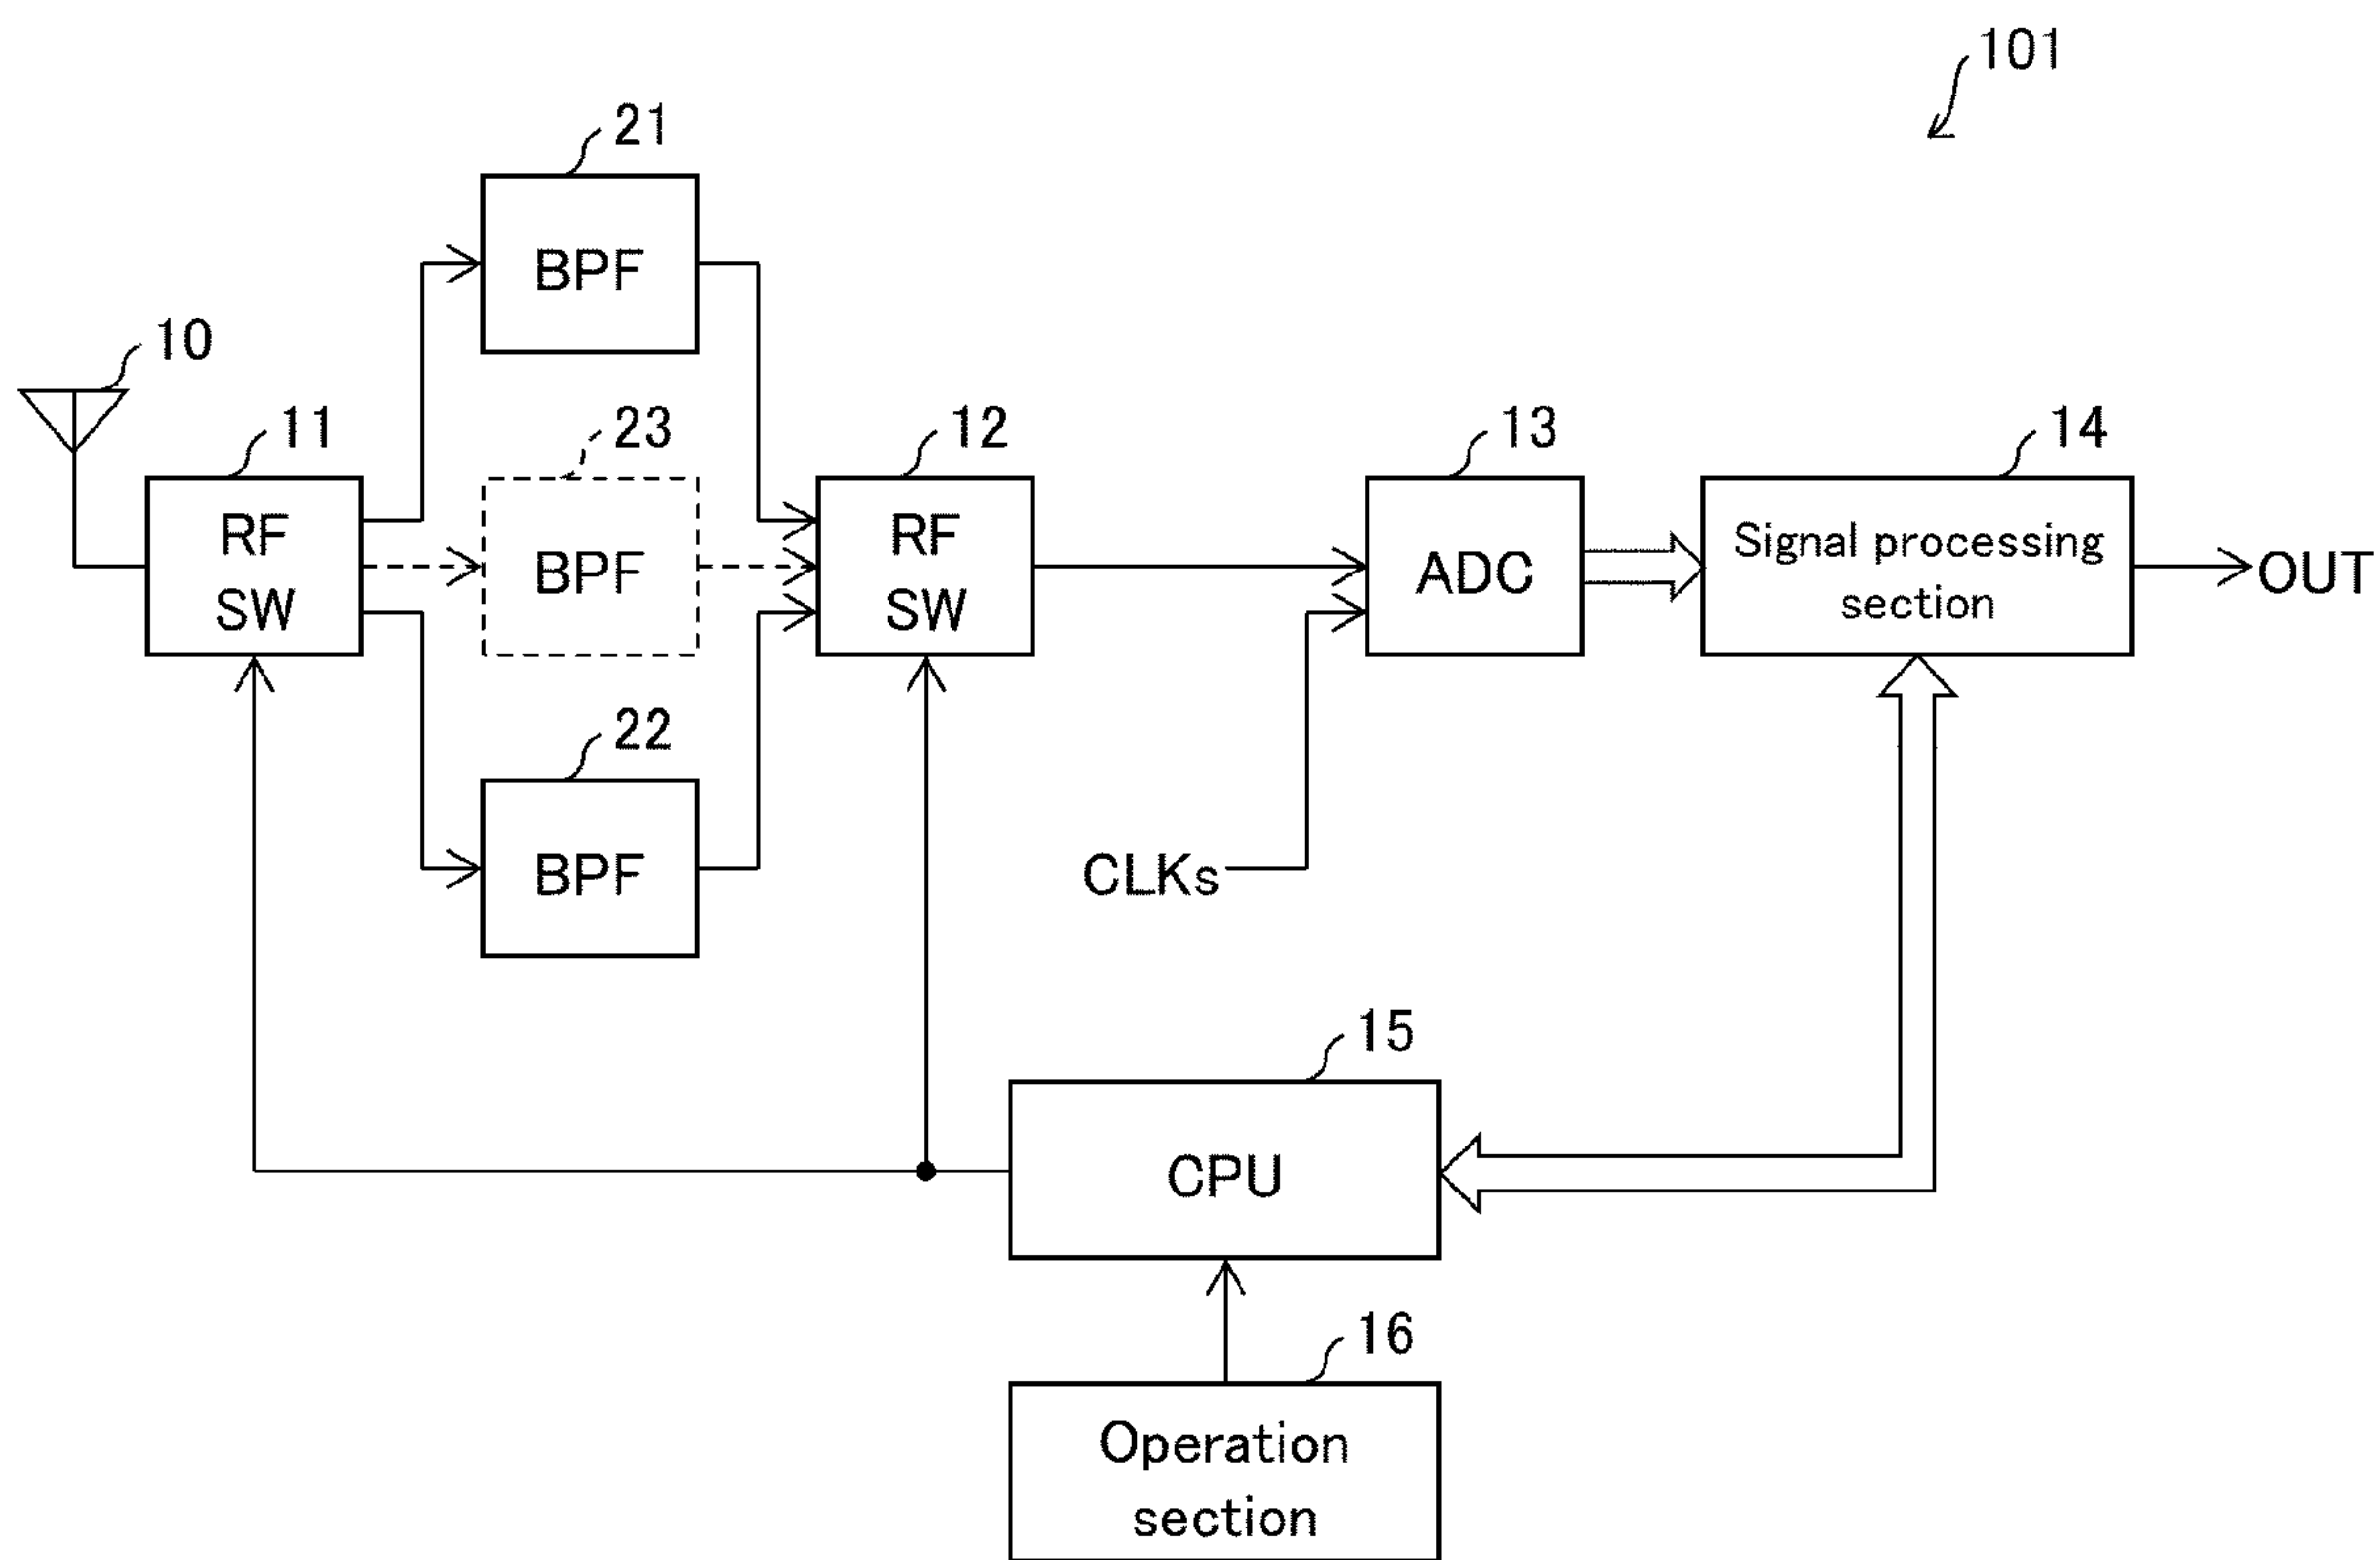 101
21
BPF
10
11
23
12
13
14
RF
SW
BPF
RF
SW
ADC
Signal processing
section
OUT
22
BPF
CLKs
15
CPU
16
Operation
section